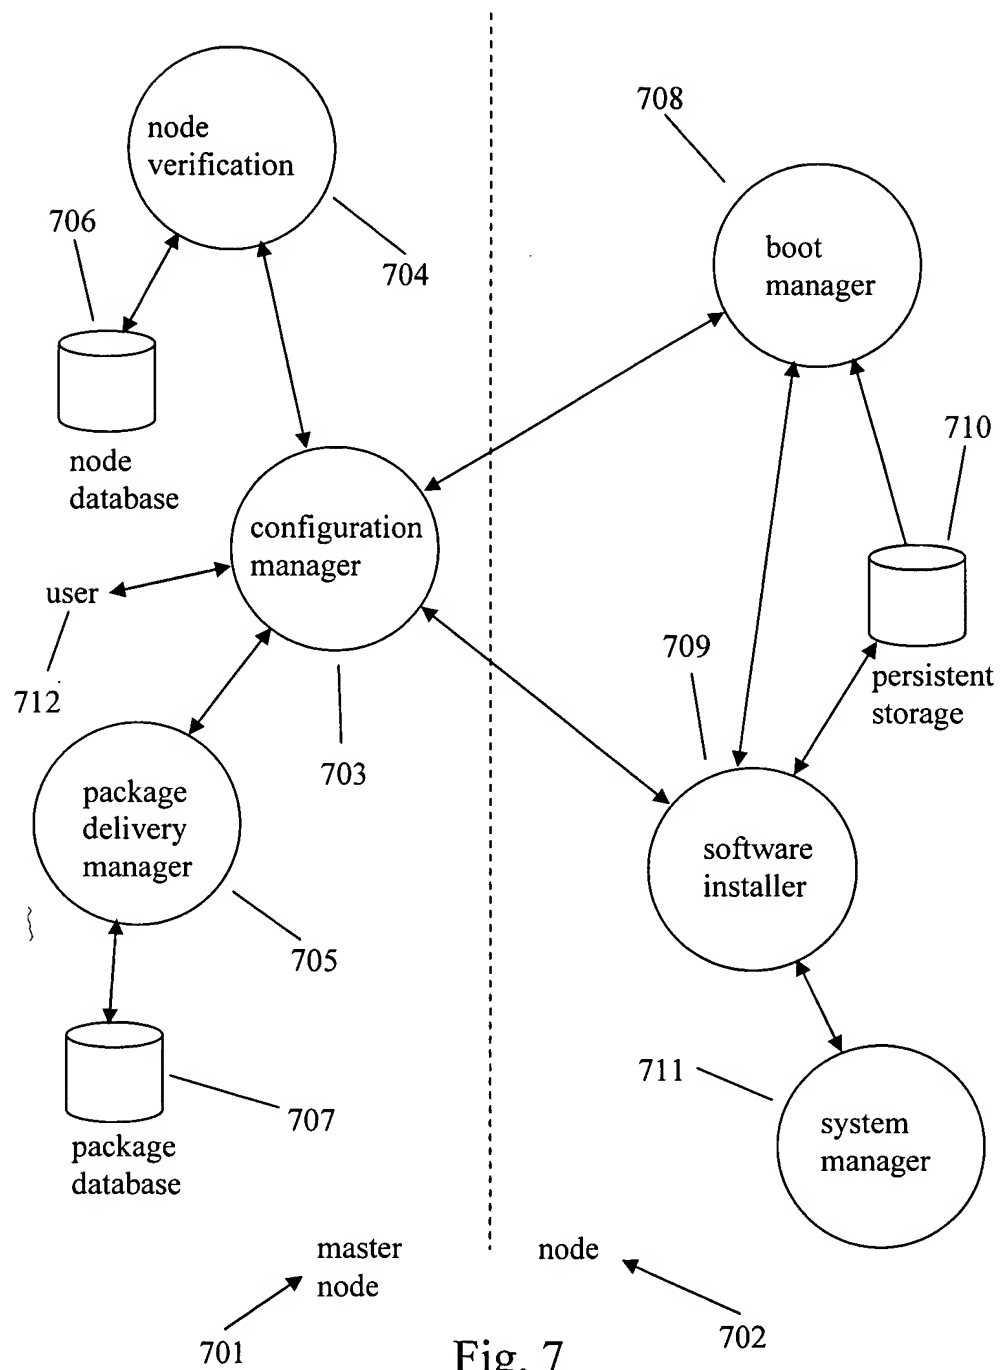 708
node
verification
706
boot
manager
704
710
node
database
configuration
manager
user
709
persistent
storage
712
703
package
delivery
manager
software
installer
705
711
707
system
manager
package
database
master
node
node
701
702
Fig. 7